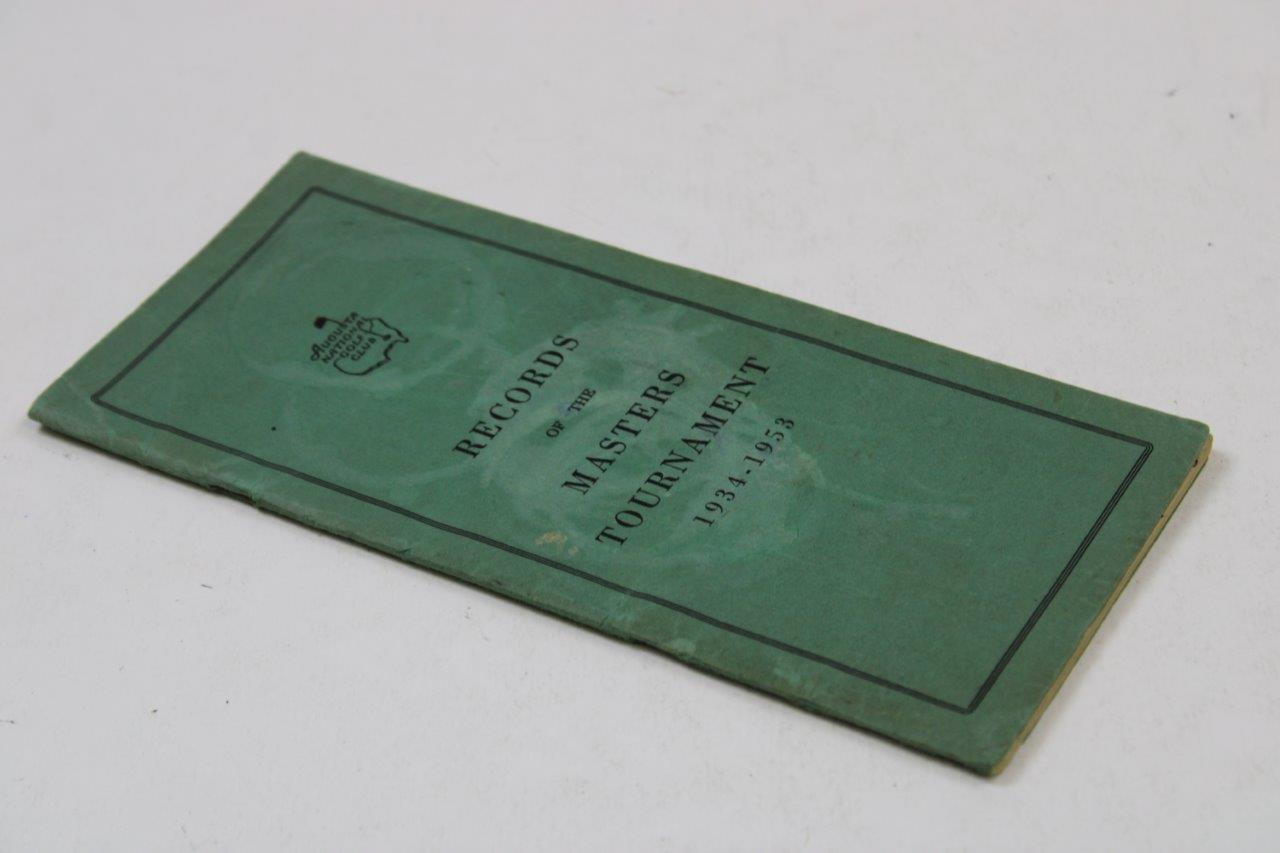 AUGUSTA
NATIONAL
GOLF
CLUB
RECORDS
OF THE
MASTERS
TOURNAMENT
1934-1953